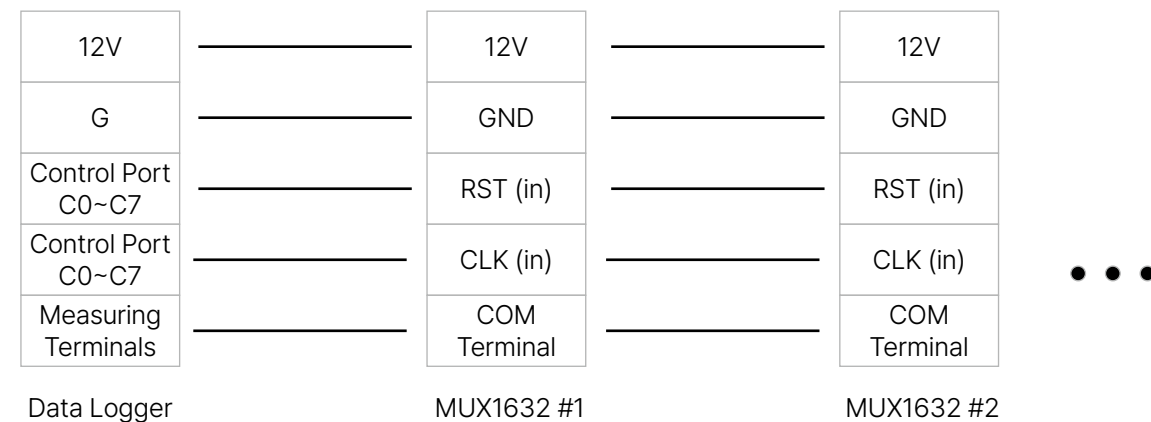 12V
12V
12V
G
GND
GND
Control Port
C0~C7
RST (in)
RST (in)
Control Port
C0~C7
CLK (in)
CLK (in)
Measuring
Terminals
COM
Terminal
COM
Terminal
Data Logger
MUX1632 #1
MUX1632 #2